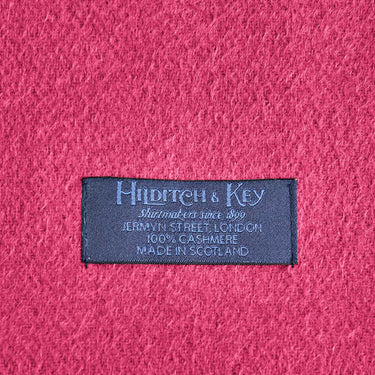 HILDITCH & KEY
Shirtmakers since 1899
JERMYN STREET, LONDON
100% CASHMERE
MADE IN SCOTLAND